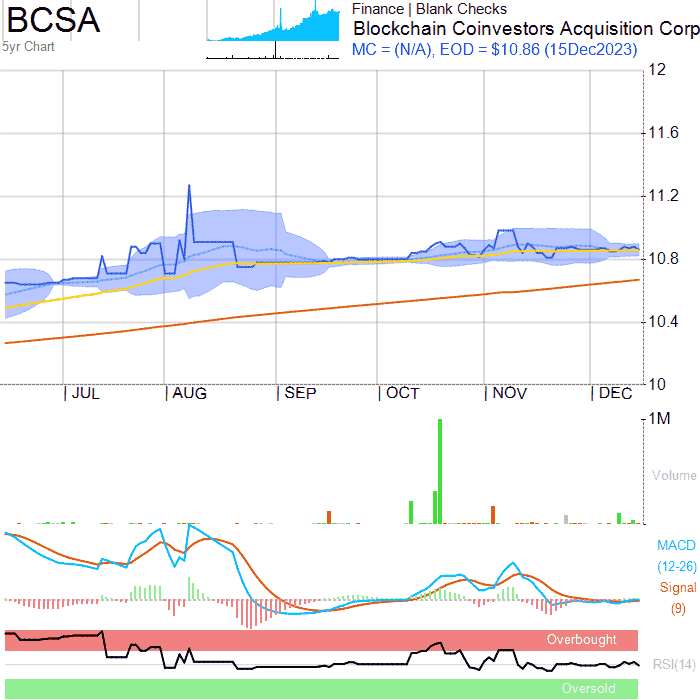 BCSA
5yr Chart
Finance | Blank Checks
Blockchain Coinvestors Acquisition Corp
MC = (N/A), EOD = $10.86 (15Dec2023)
12
11.6
11.2
10.8
10.4
10
| JUL | AUG | SEP | OCT | NOV | DEC
1M
Volume
MACD
(12-26)
Signal
(9)
Overbought
RSI(14)
Oversold